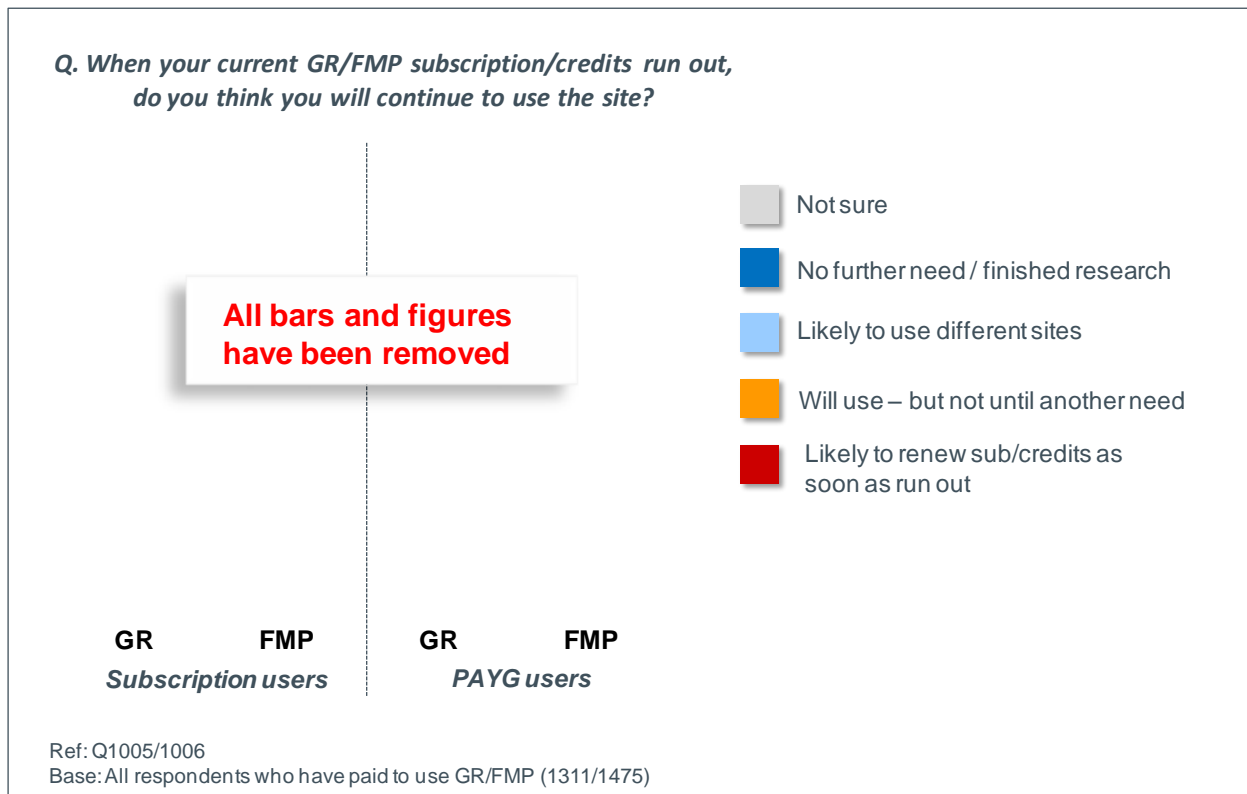 Q. When your current GR/FMP subscription/credits run out,
do you think you will continue to use the site?
All bars and figures
have been removed
Not sure
No further need / finished research
Likely to use different sites
Will use – but not until another need
Likely to renew sub/credits as
soon as run out
GR FMP GR FMP
Subscription users PAYG users
Ref: Q1005/1006
Base: All respondents who have paid to use GR/FMP (1311/1475)